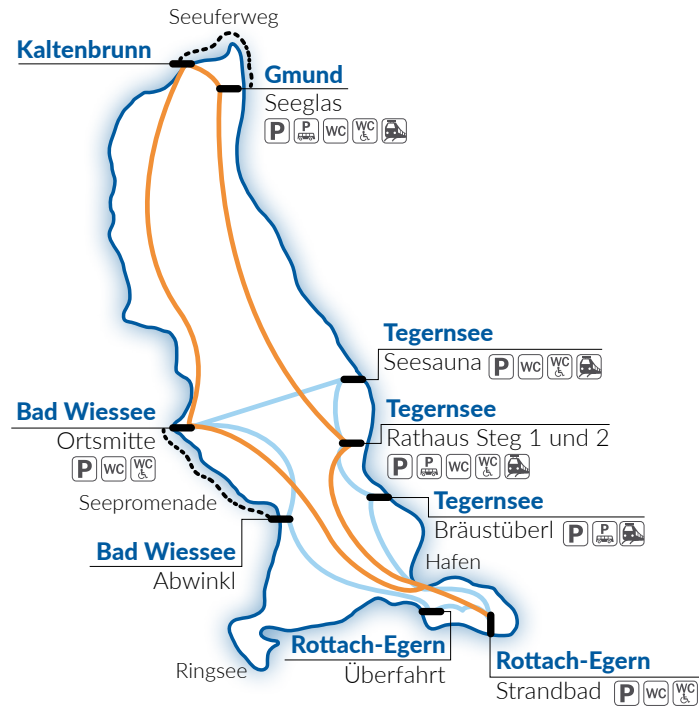 Seeuferweg
Kaltenbrunn
Gmund
Seeglas
P P WC WC
Tegernsee
Seesauna P WC WC
Tegernsee
Rathaus Steg 1 und 2
P P WC WC
Bad Wiessee
Ortsmitte
P WC WC
Seepromenade
Tegernsee
Bräustüberl P P
Bad Wiessee
Abwinkl
Hafen
Rottach-Egern
Überfahrt
Ringsee
Rottach-Egern
Strandbad P WC WC